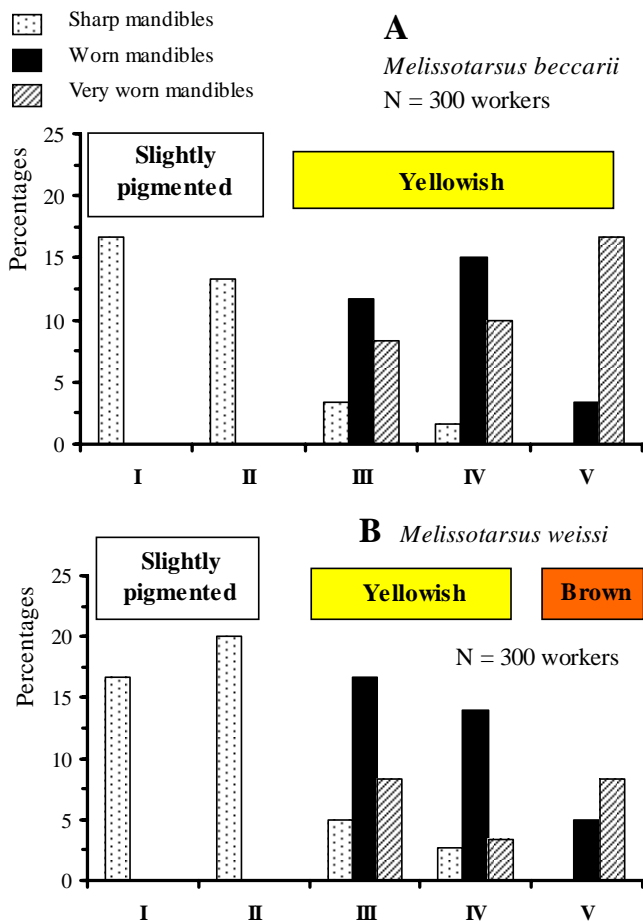 Sharp mandibles
Worn mandibles
Very worn mandibles
A
Melissotarsus beccarii
N = 300 workers
Percentages
25
20
15
10
5
0
Slightly
pigmented
Yellowish
I II III IV V
B Melissotarsus weissi
Percentages
25
20
15
10
5
0
Slightly
pigmented
Yellowish
Brown
N = 300 workers
I II III IV V